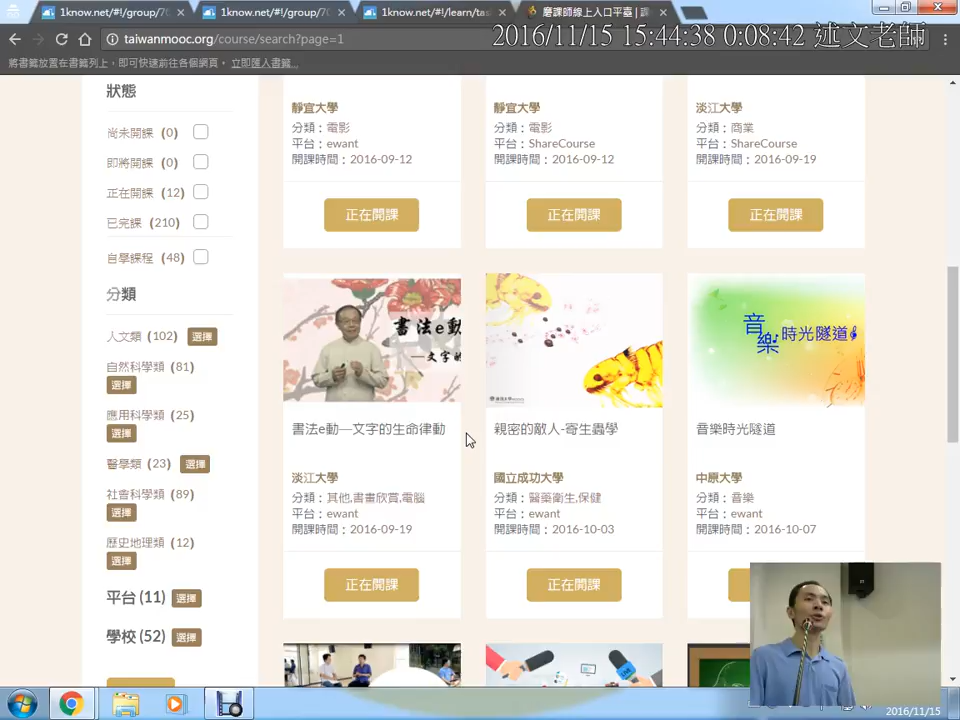 1know.net/#!/group/70
1know.net/#!/group/70
1know.net/#!/learn/tas
磨課師線上入口平臺 | 課
taiwanmooc.org/course/search?page=1
2016/11/15 15:44:38 0:08:42 述文老師
將書籤放置在書籤列上，即可快速前往各個網頁。 立即匯入書籤...
狀態
尚未開課 (0)
即將開課 (0)
正在開課 (12)
已完課 (210)
自學課程 (48)
分類
人文類 (102) 選擇
自然科學類 (81)
選擇
應用科學類 (25)
選擇
醫學類 (23) 選擇
社會科學類 (89)
選擇
歷史地理類 (12)
選擇
平台 (11) 選擇
學校 (52) 選擇
靜宜大學
分類：電影
平台：ewant
開課時間：2016-09-12
正在開課
靜宜大學
分類：電影
平台：ShareCourse
開課時間：2016-09-12
正在開課
淡江大學
分類：商業
平台：ShareCourse
開課時間：2016-09-19
正在開課
書法e動
—文字的
書法e動—文字的生命律動
淡江大學
分類：其他,書畫欣賞,電腦
平台：ewant
開課時間：2016-09-19
正在開課
親密的敵人-寄生蟲學
國立成功大學
分類：醫藥衛生,保健
平台：ewant
開課時間：2016-10-03
正在開課
音樂時光隧道
音樂時光隧道
中原大學
分類：音樂
平台：ewant
開課時間：2016-10-07
2016/11/15